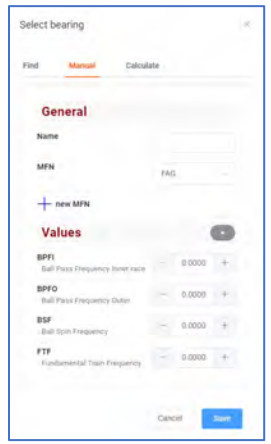 Select bearing
×
Find Manual Calculate
General
Name
MFN
FAG
+ new MFN
Values
BPFI
Ball Pass Frequency Inner race
− 0.0000 +
BPFO
Ball Pass Frequency Outer
− 0.0000 +
BSF
Ball Spin Frequency
− 0.0000 +
FTF
Fundamental Train Frequency
− 0.0000 +
Cancel Save